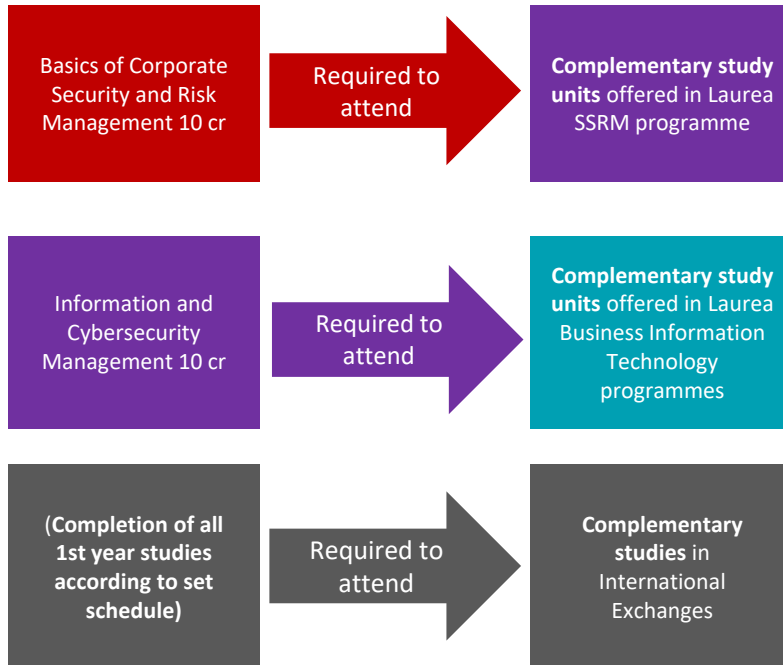 Basics of Corporate
Security and Risk
Management 10 cr
Required to
attend
Complementary study
units offered in Laurea
SSRM programme
Information and
Cybersecurity
Management 10 cr
Required to
attend
Complementary study
units offered in Laurea
Business Information
Technology
programmes
(Completion of all
1st year studies
according to set
schedule)
Required to
attend
Complementary
studies in
International
Exchanges